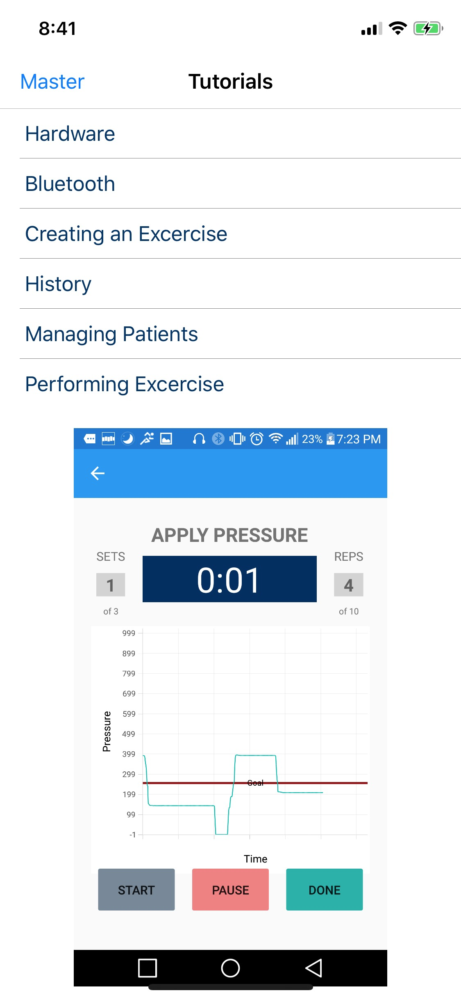 8:41
Master
Tutorials
Hardware
Bluetooth
Creating an Excercise
History
Managing Patients
Performing Excercise
23% 7:23 PM
APPLY PRESSURE
SETS
0:01
REPS
1
4
of 3
of 10
999
899
799
699
599
499
399
299
199
99
-1
Pressure
Goal
Time
START
PAUSE
DONE